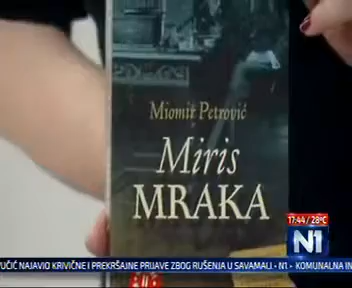 Miomir Petrović
Miris
MRAKA
17:44 / 28°C
N1
VUČIĆ NAJAVIO KRIVIČNE I PREKRŠAJNE PRIJAVE ZBOG RUŠENJA U SAVAMALI - N1 - KOMUNALNA IN